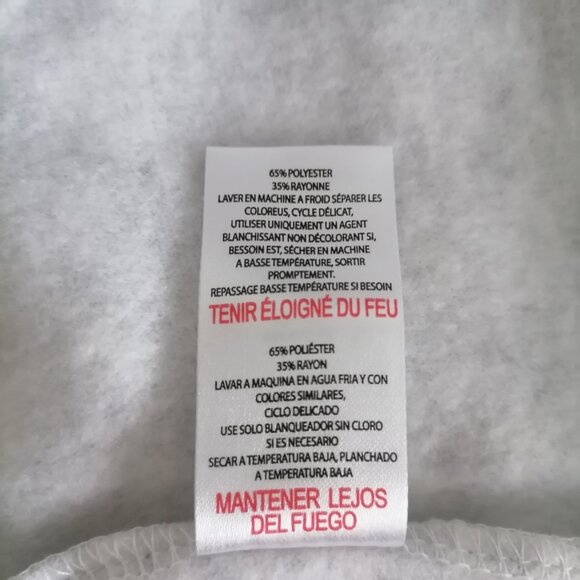 65% POLYESTER
35% RAYONNE
LAVER EN MACHINE A FROID SÉPARER LES
COLOREUS, CYCLE DÉLICAT,
UTILISER UNIQUEMENT UN AGENT
BLANCHISSANT NON DÉCOLORANT SI,
BESOIN EST, SÉCHER EN MACHINE
A BASSE TEMPÉRATURE, SORTIR
PROMPTEMENT.
REPASSAGE BASSE TEMPÉRATURE SI BESOIN
TENIR ÉLOIGNÉ DU FEU
65% POLIÉSTER
35% RAYON
LAVAR A MAQUINA EN AGUA FRIA Y CON
COLORES SIMILARES,
CICLO DELICADO
USE SOLO BLANQUEADOR SIN CLORO
SI ES NECESARIO
SECAR A TEMPERATURA BAJA, PLANCHADO
A TEMPERATURA BAJA
MANTENER LEJOS
DEL FUEGO